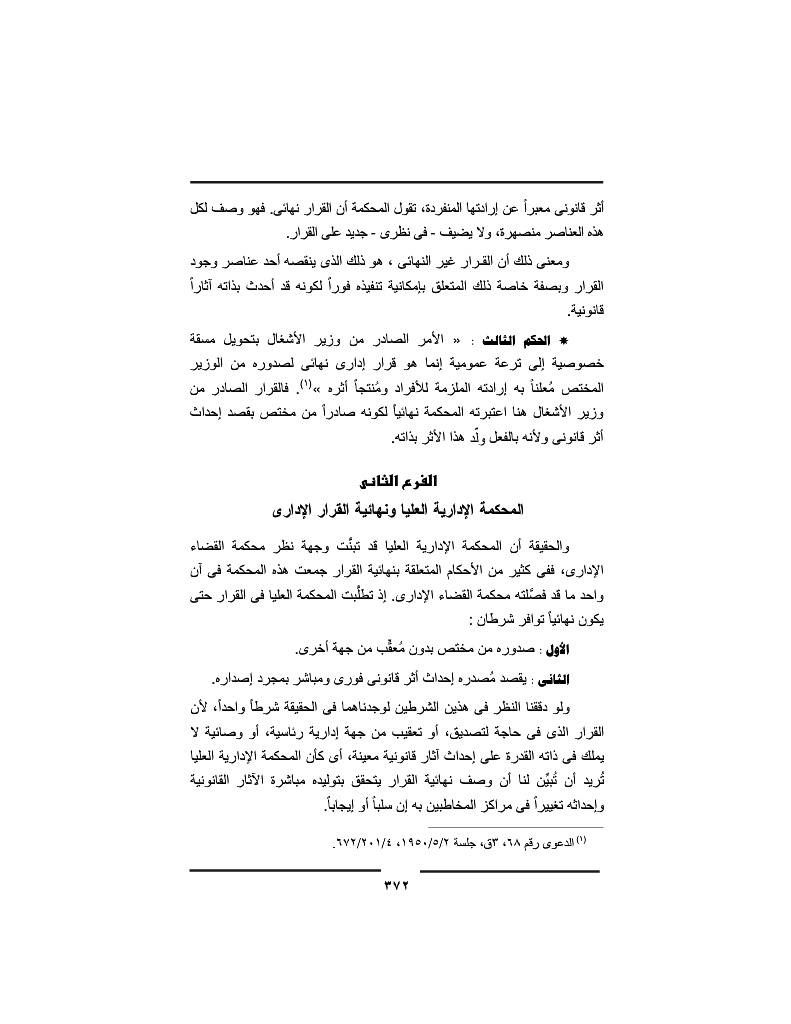 أثر قانونى معبراً عن إرادتها المنفردة، تقول المحكمة أن القرار نهائى. فهو وصف لكل
هذه العناصر منصهرة، ولا يضيف - فى نظرى - جديد على القرار.
ومعنى ذلك أن القرار غير النهائى ، هو ذلك الذى ينقصه أحد عناصر وجود
القرار وبصفة خاصة ذلك المتعلق بإمكانية تنفيذه فوراً لكونه قد أحدث بذاته آثاراً
قانونية.
* الحكم الثالث : « الأمر الصادر من وزير الأشغال بتحويل مسقة
خصوصية إلى ترعة عمومية إنما هو قرار إدارى نهائى لصدوره من الوزير
المختص مُعلناً به إرادته الملزمة للأفراد ومُنتجاً أثره »(١). فالقرار الصادر من
وزير الأشغال هنا اعتبرته المحكمة نهائياً لكونه صادراً من مختص بقصد إحداث
أثر قانونى ولأنه بالفعل ولّد هذا الأثر بذاته.
الفرع الثانى
المحكمة الإدارية العليا ونهائية القرار الإدارى
والحقيقة أن المحكمة الإدارية العليا قد تبنَّت وجهة نظر محكمة القضاء
الإدارى، ففى كثير من الأحكام المتعلقة بنهائية القرار جمعت هذه المحكمة فى آن
واحد ما قد فصَّلته محكمة القضاء الإدارى. إذ تطلَّبت المحكمة العليا فى القرار حتى
يكون نهائياً توافر شرطان :
الأول : صدوره من مختص بدون مُعقِّب من جهة أخرى.
الثانى : يقصد مُصدره إحداث أثر قانونى فورى ومباشر بمجرد إصداره.
ولو دققنا النظر فى هذين الشرطين لوجدناهما فى الحقيقة شرطاً واحداً، لأن
القرار الذى فى حاجة لتصديق، أو تعقيب من جهة إدارية رئاسية، أو وصائية لا
يملك فى ذاته القدرة على إحداث آثار قانونية معينة، أى كأن المحكمة الإدارية العليا
تُريد أن تُبيِّن لنا أن وصف نهائية القرار يتحقق بتوليده مباشرة الآثار القانونية
وإحداثه تغييراً فى مراكز المخاطبين به إن سلباً أو إيجاباً.
(١) الدعوى رقم ٦٨، ٣ق، جلسة ١٩٥٠/٥/٢، ٦٧٢/٢٠١/٤.
٣٧٢